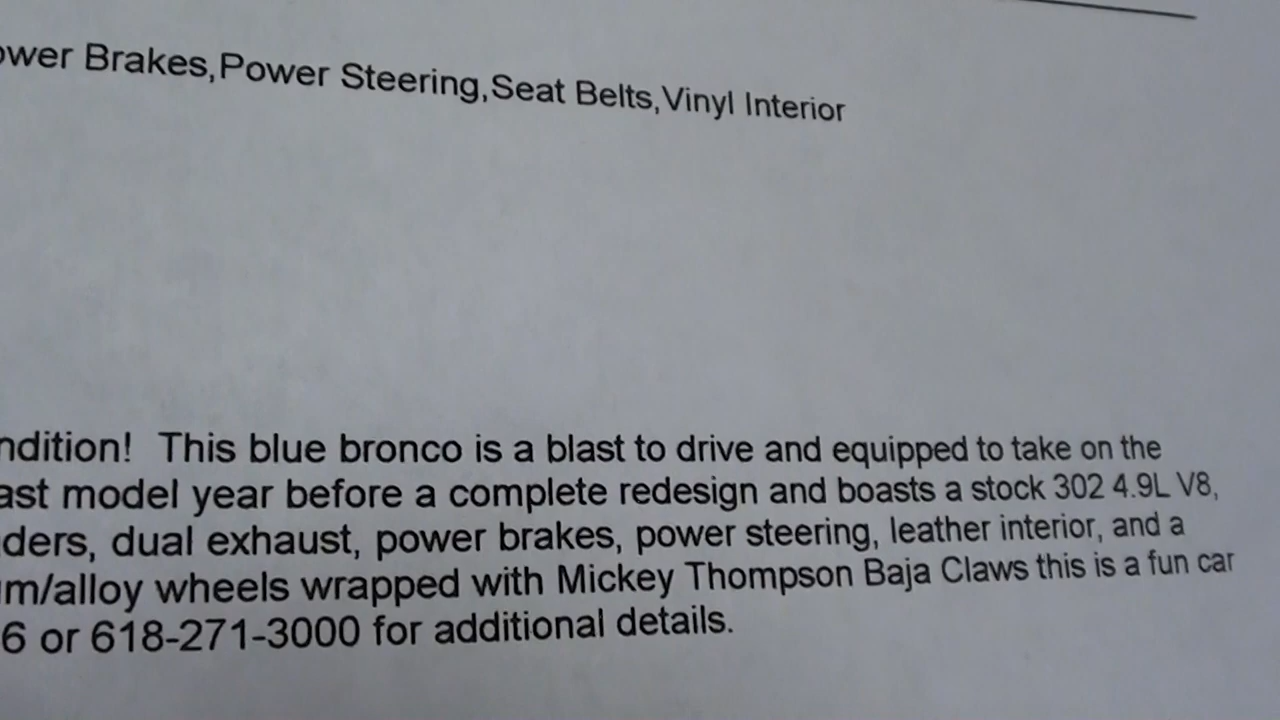 ower Brakes,Power Steering,Seat Belts,Vinyl Interior
ndition!  This blue bronco is a blast to drive and equipped to take on the
ast model year before a complete redesign and boasts a stock 302 4.9L V8,
ders, dual exhaust, power brakes, power steering, leather interior, and a
m/alloy wheels wrapped with Mickey Thompson Baja Claws this is a fun car
6 or 618-271-3000 for additional details.